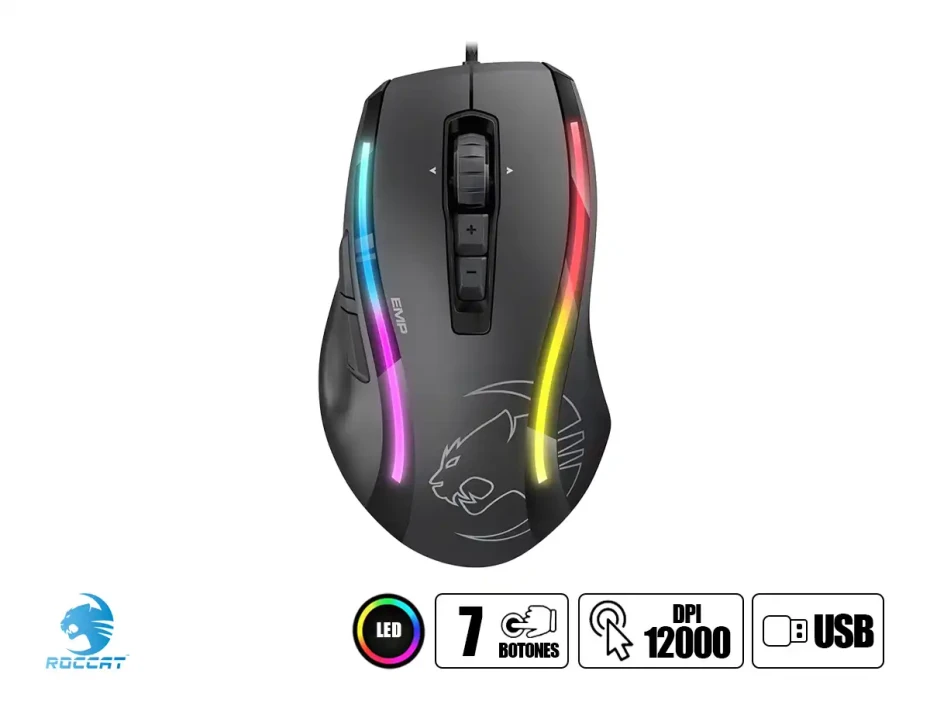 +
-
EMP
ROCCAT
LED
7
BOTONES
DPI
12000
USB